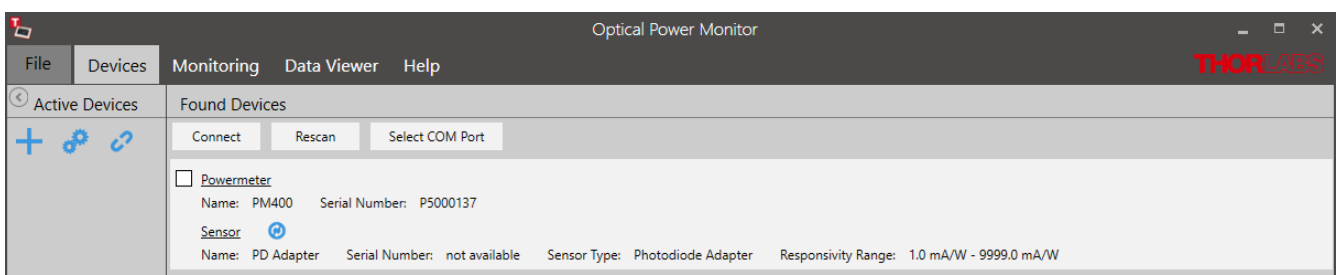 Optical Power Monitor
File Devices Monitoring Data Viewer Help THORLABS
Active Devices Found Devices
Connect Rescan Select COM Port
Powermeter
Name: PM400 Serial Number: P5000137
Sensor
Name: PD Adapter Serial Number: not available Sensor Type: Photodiode Adapter Responsivity Range: 1.0 mA/W - 9999.0 mA/W